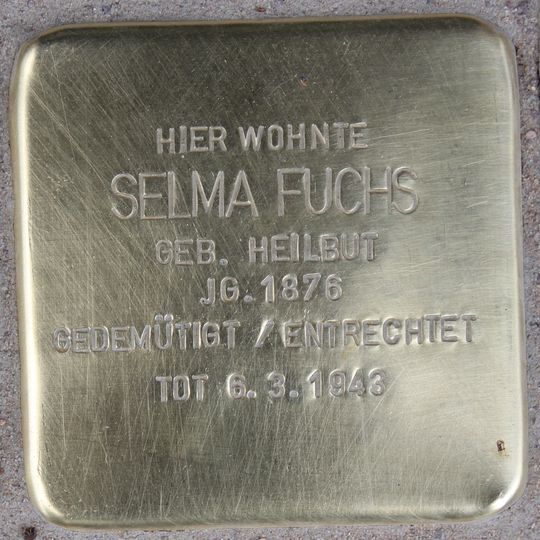 HIER WOHNTE
SELMA FUCHS
GEB. HEILBUT
JG. 1876
GEDEMÜTIGT / ENTRECHTET
TOT 6.3.1943